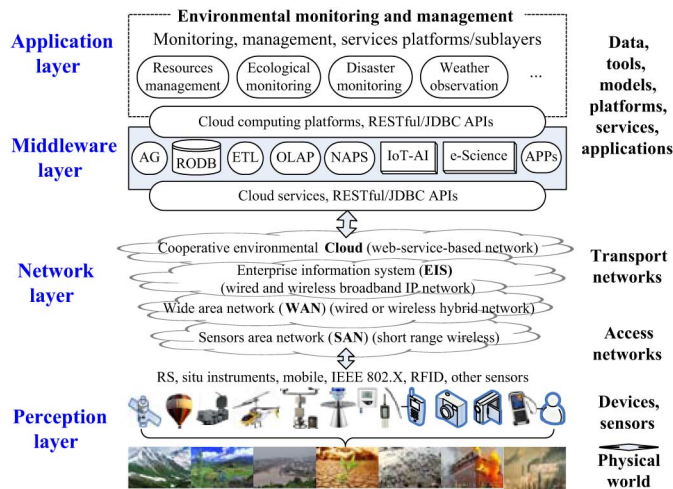 Environmental monitoring and management
Application
layer
Monitoring, management, services platforms/sublayers
Resources
management
Ecological
monitoring
Disaster
monitoring
Weather
observation
...
Cloud computing platforms, RESTful/JDBC APIs
Data,
tools,
models,
platforms,
services,
applications
Middleware
layer
AG
RODB
ETL
OLAP
NAPS
IoT-AI
e-Science
APPs
Cloud services, RESTful/JDBC APIs
Network
layer
Cooperative environmental Cloud (web-service-based network)
Enterprise information system (EIS)
(wired and wireless broadband IP network)
Wide area network (WAN) (wired or wireless hybrid network)
Sensors area network (SAN) (short range wireless)
Transport
networks
Access
networks
RS, situ instruments, mobile, IEEE 802.X, RFID, other sensors
Perception
layer
Devices,
sensors
Physical
world